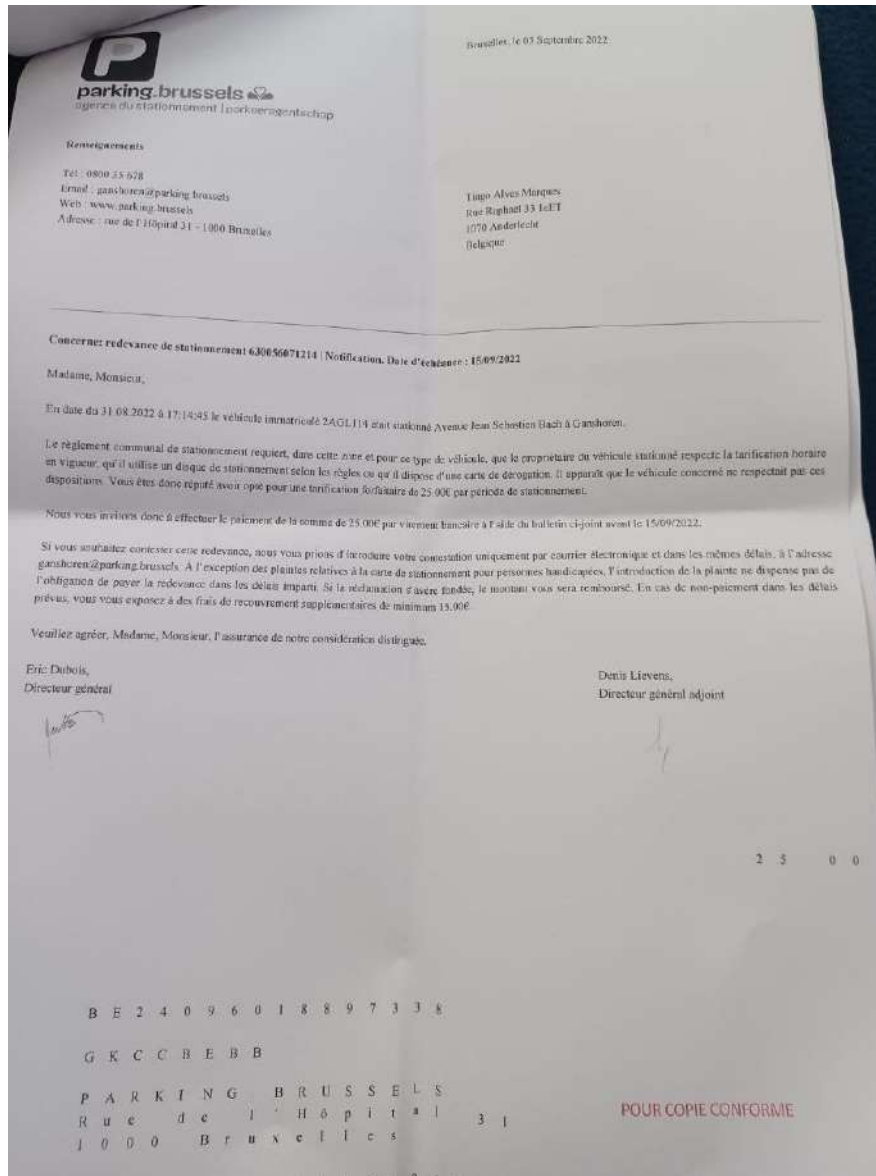 P
parking.brussels
agence du stationnement | parkeeragentschap
Bruxelles, le 03 Septembre 2022
Renseignements
Tél : 0800 35 678
Email : ganshoren@parking.brussels
Web : www.parking.brussels
Adresse : rue de l'Hôpital 31 - 1000 Bruxelles
Tiago Alves Marques
Rue Raphaël 33 1eET
1070 Anderlecht
Belgique
Concerne: redevance de stationnement 630056071214 | Notification. Date d'échéance : 15/09/2022
Madame, Monsieur,
En date du 31.08.2022 à 17:14:45 le véhicule immatriculé 2AGL114 était stationné Avenue Jean Sebastien Bach à Ganshoren.
Le règlement communal de stationnement requiert, dans cette zone et pour ce type de véhicule, que le propriétaire du véhicule stationné respecte la tarification horaire
en vigueur, qu'il utilise un disque de stationnement selon les règles ou qu'il dispose d'une carte de dérogation. Il apparaît que le véhicule concerné ne respectait pas ces
dispositions. Vous êtes donc réputé avoir opté pour une tarification forfaitaire de 25.00€ par période de stationnement.
Nous vous invitons donc à effectuer le paiement de la somme de 25.00€ par virement bancaire à l'aide du bulletin ci-joint avant le 15/09/2022.
Si vous souhaitez contester cette redevance, nous vous prions d'introduire votre contestation uniquement par courrier électronique et dans les mêmes délais, à l'adresse
ganshoren@parking.brussels. A l'exception des plaintes relatives à la carte de stationnement pour personnes handicapées, l'introduction de la plainte ne dispense pas de
l'obligation de payer la redevance dans les délais imparti. Si la réclamation s'avère fondée, le montant vous sera remboursé. En cas de non-paiement dans les délais
prévus, vous vous exposez à des frais de recouvrement supplémentaires de minimum 15.00€.
Veuillez agréer, Madame, Monsieur, l'assurance de notre considération distinguée.
Eric Dubois,
Directeur général
Denis Lievens,
Directeur général adjoint
2 5 0 0
B E 2 4 0 9 6 0 1 8 8 9 7 3 3 8
G K C C B E B B
P A R K I N G B R U S S E L S
R u e d e l ' H ô p i t a l 3 1
1 0 0 0 B r u x e l l e s
POUR COPIE CONFORME